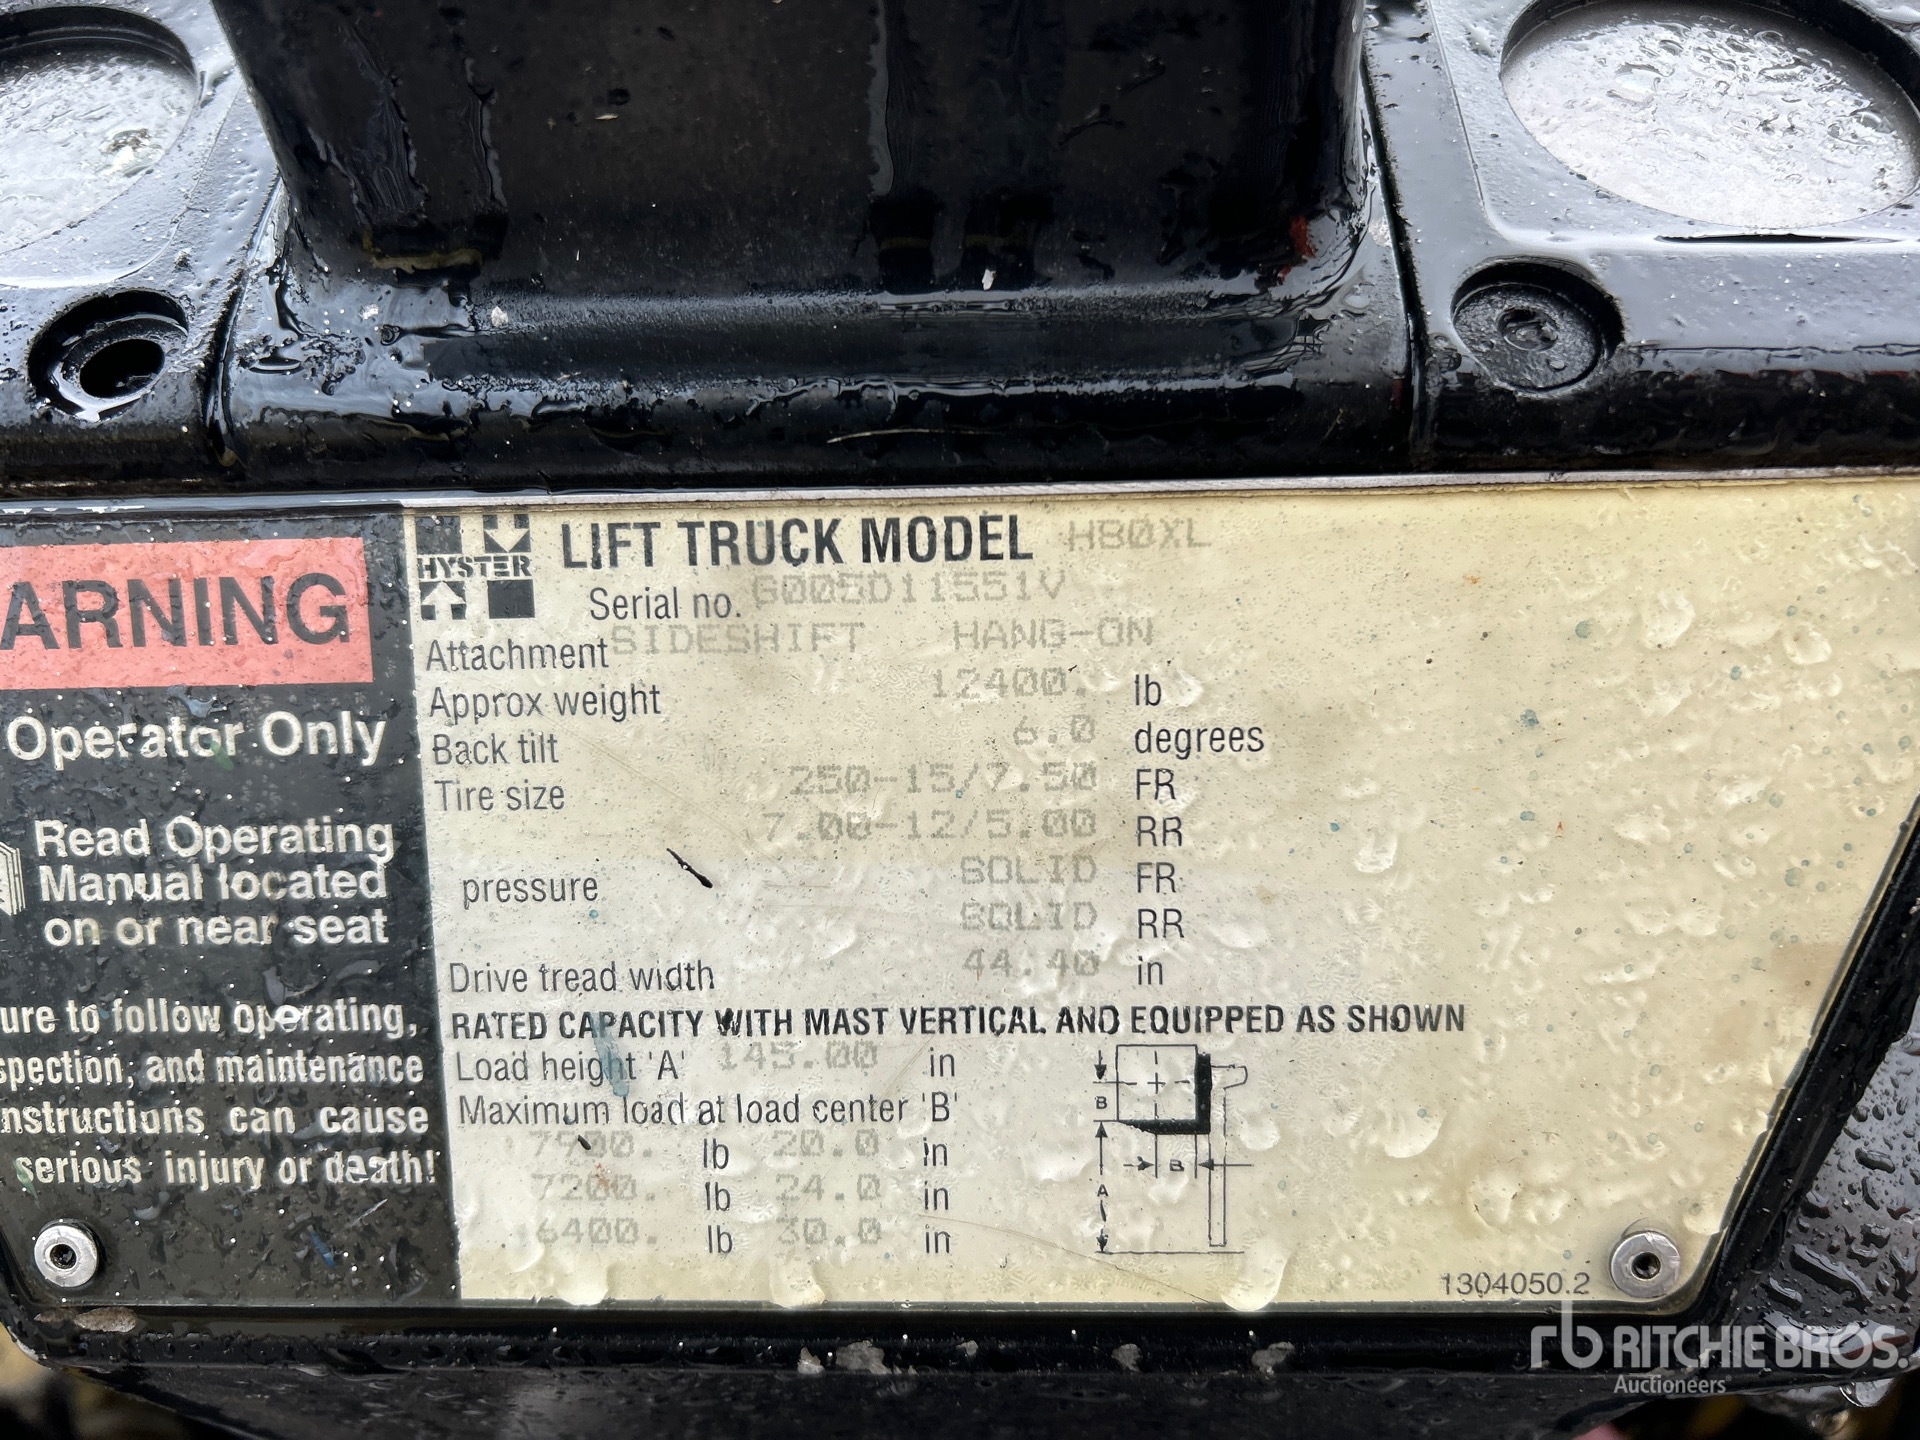 ARNING
Operator Only
Read Operating
Manual located
on or near seat
ure to follow operating,
spection, and maintenance
nstructions can cause
serious injury or death!
HYSTER
LIFT TRUCK MODEL H80XL
Serial no. G005D11551V
Attachment SIDESHIFT HANG-ON
Approx weight 12400. lb
Back tilt 6.0 degrees
Tire size 250-15/7.50 FR
7.00-12/5.00 RR
pressure SOLID FR
SOLID RR
Drive tread width 44.40 in
RATED CAPACITY WITH MAST VERTICAL AND EQUIPPED AS SHOWN
Load height 'A' 145.00 in
Maximum load at load center 'B'
7900. lb 20.0 in
7200. lb 24.0 in
6400. lb 30.0 in
B
B
A
1304050.2
rb RITCHIE BROS.
Auctioneers